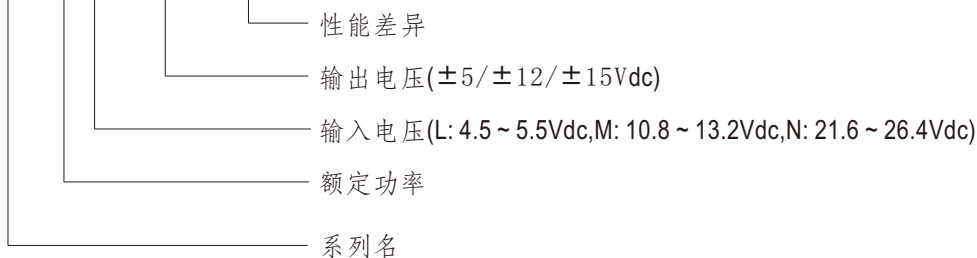 性能差异
输出电压(±5/±12/±15Vdc)
输入电压(L: 4.5 ~ 5.5Vdc,M: 10.8 ~ 13.2Vdc,N: 21.6 ~ 26.4Vdc)
额定功率
系列名